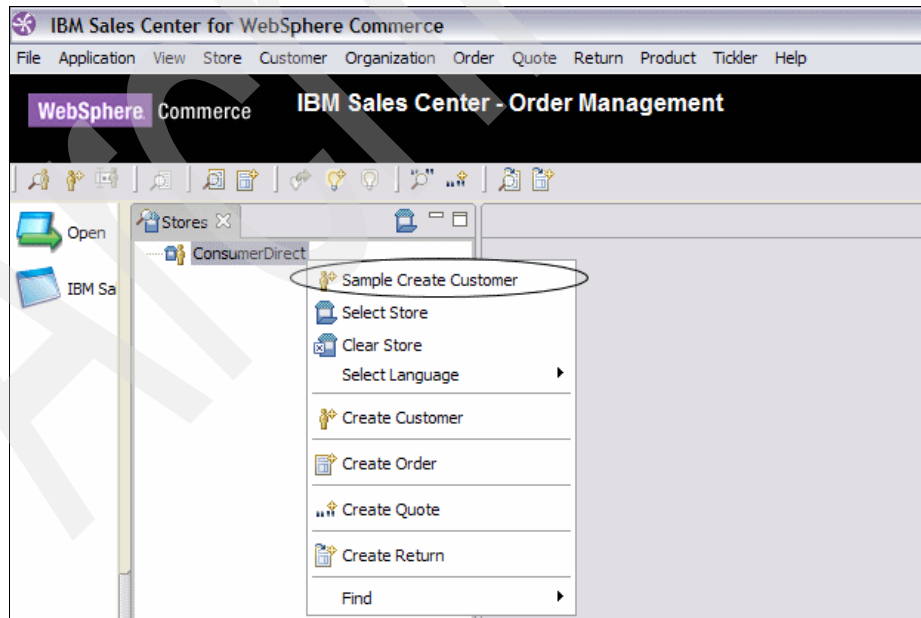 IBM Sales Center for WebSphere Commerce
File Application View Store Customer Organization Order Quote Return Product Tickler Help
WebSphere Commerce IBM Sales Center - Order Management
Open
Stores
ConsumerDirect
IBM Sa
Sample Create Customer
Select Store
Clear Store
Select Language
Create Customer
Create Order
Create Quote
Create Return
Find